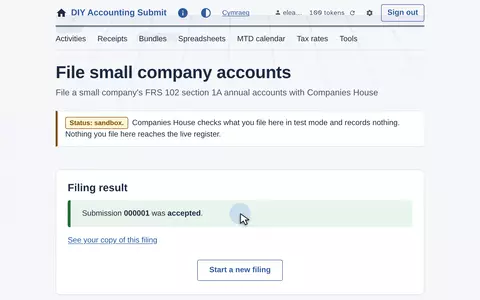 DIY Accounting Submit
Cymraeg
elea...
100 tokens
Sign out
Activities
Receipts
Bundles
Spreadsheets
MTD calendar
Tax rates
Tools
File small company accounts
File a small company's FRS 102 section 1A annual accounts with Companies House
Status: sandbox. Companies House checks what you file here in test mode and records nothing.
Nothing you file here reaches the live register.
Filing result
Submission 000001 was accepted.
See your copy of this filing
Start a new filing